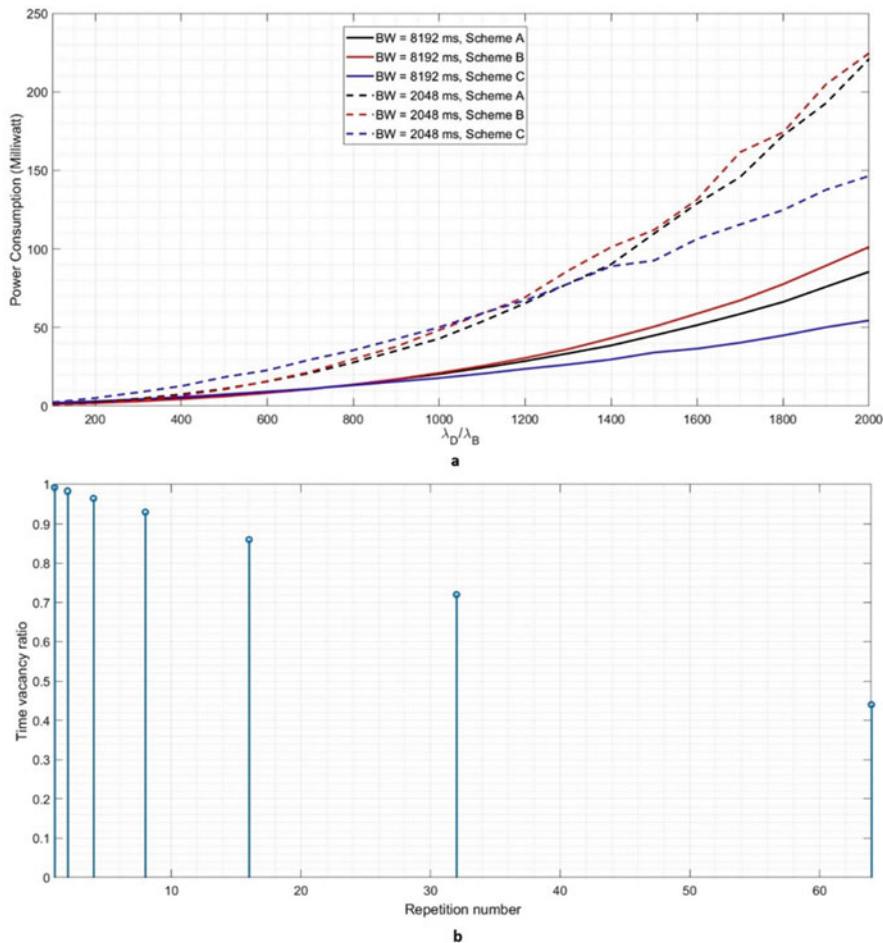 250
200
150
100
50
0
Power Consumption (Milliwatt)
BW = 8192 ms, Scheme A
BW = 8192 ms, Scheme B
BW = 8192 ms, Scheme C
BW = 2048 ms, Scheme A
BW = 2048 ms, Scheme B
BW = 2048 ms, Scheme C
200 400 600 800 1000 1200 1400 1600 1800 2000
λD/λB
a
1
0.9
0.8
0.7
0.6
0.5
0.4
0.3
0.2
0.1
0
Time vacancy ratio
10 20 30 40 50 60
Repetition number
b